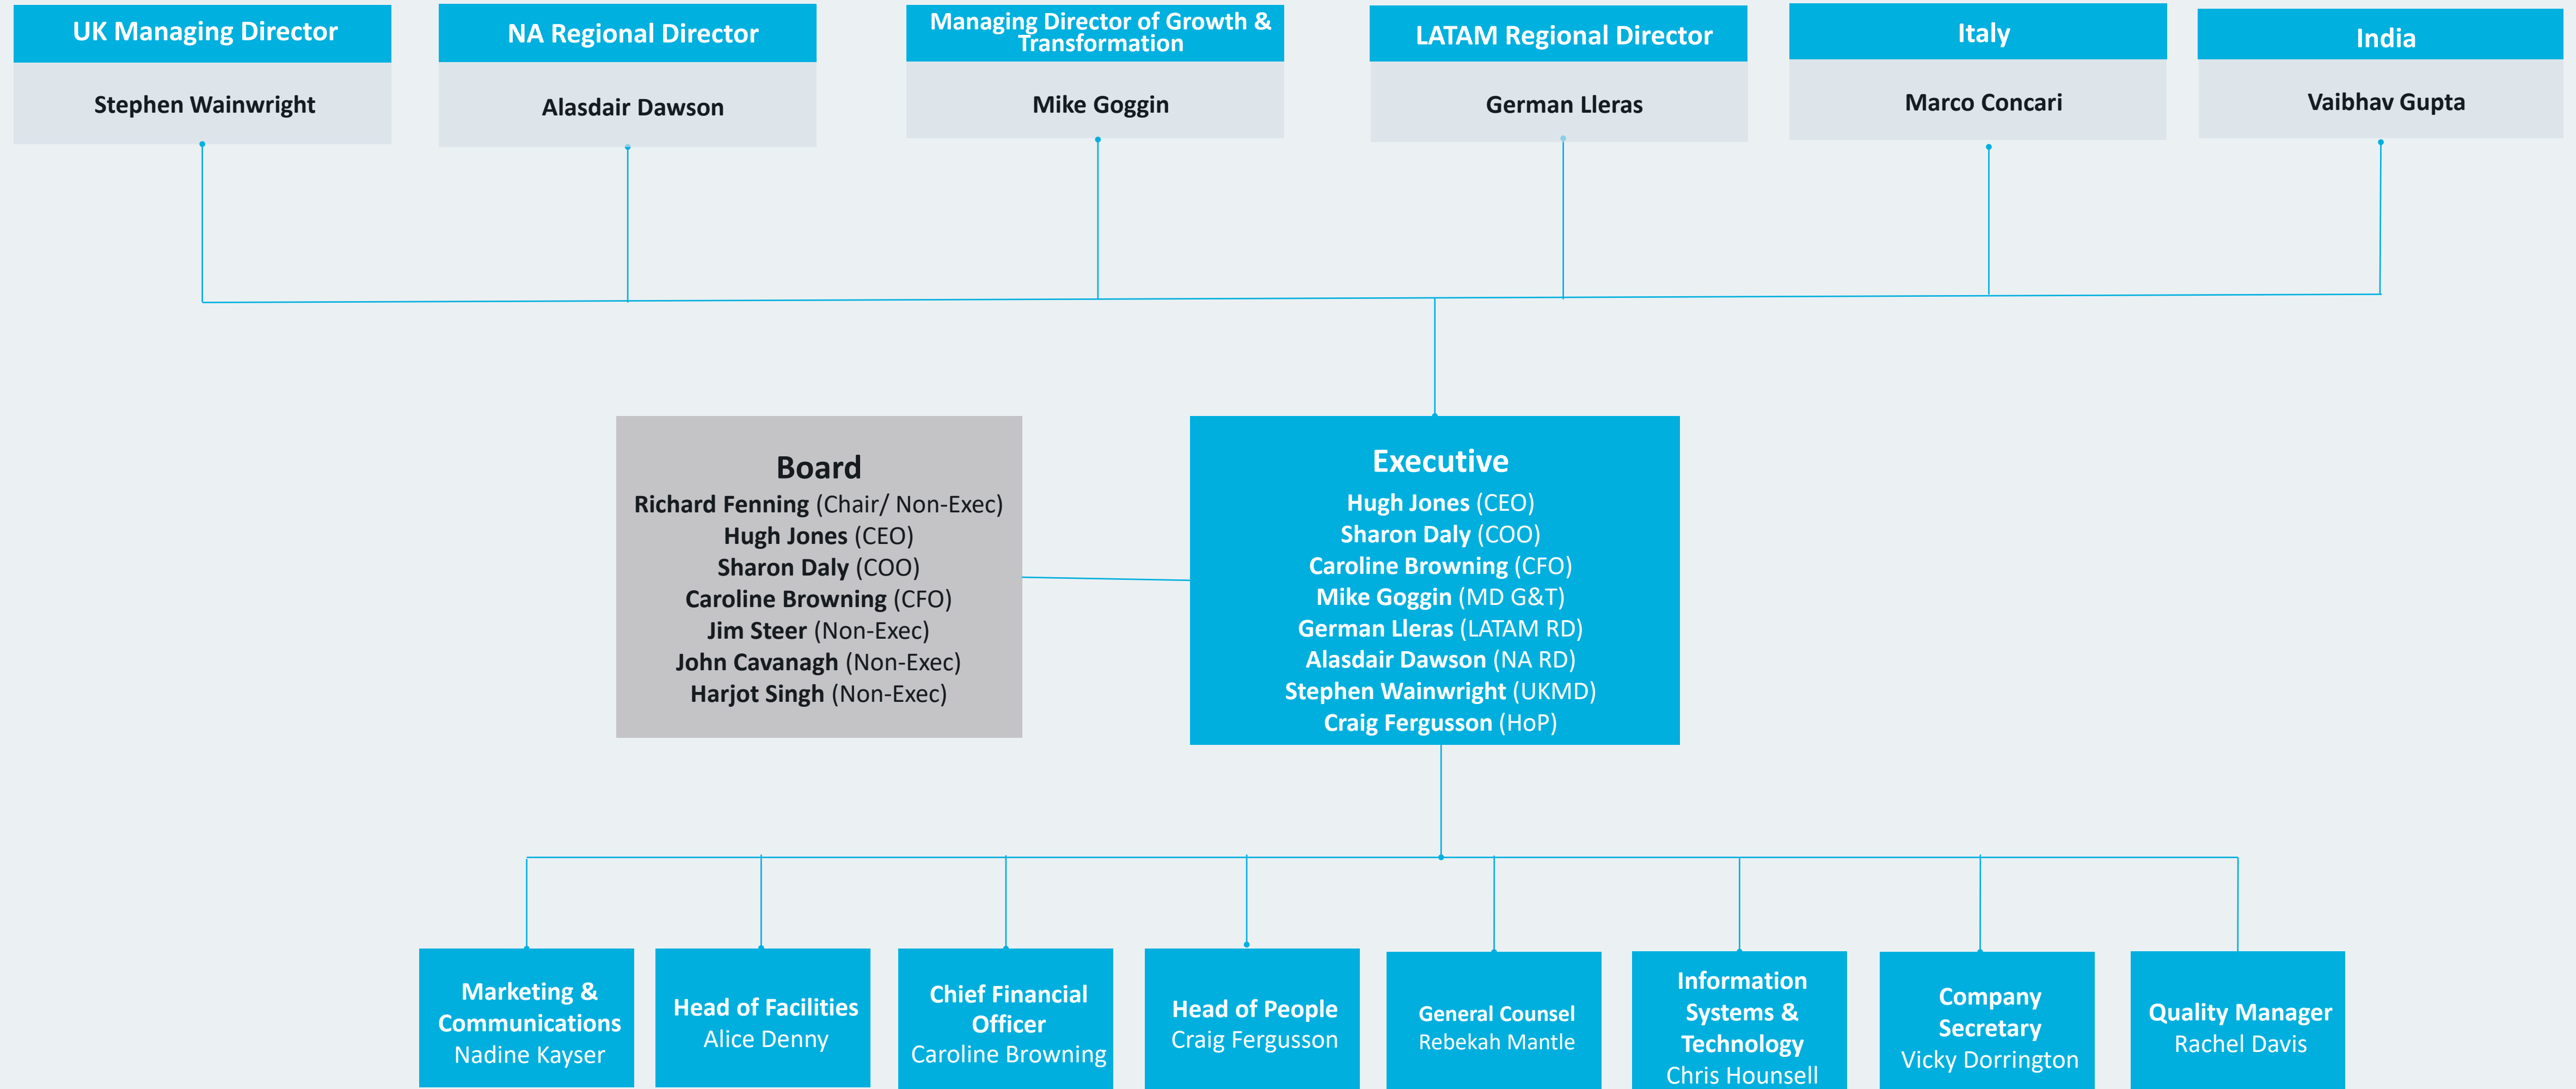 UK Managing Director
Stephen Wainwright
NA Regional Director
Alasdair Dawson
Managing Director of Growth &
Transformation
Mike Goggin
LATAM Regional Director
German Lleras
Italy
Marco Concari
India
Vaibhav Gupta
Board
Richard Fenning (Chair/ Non-Exec)
Hugh Jones (CEO)
Sharon Daly (COO)
Caroline Browning (CFO)
Jim Steer (Non-Exec)
John Cavanagh (Non-Exec)
Harjot Singh (Non-Exec)
Executive
Hugh Jones (CEO)
Sharon Daly (COO)
Caroline Browning (CFO)
Mike Goggin (MD G&T)
German Lleras (LATAM RD)
Alasdair Dawson (NA RD)
Stephen Wainwright (UKMD)
Craig Fergusson (HoP)
Marketing &
Communications
Nadine Kayser
Head of Facilities
Alice Denny
Chief Financial
Officer
Caroline Browning
Head of People
Craig Fergusson
General Counsel
Rebekah Mantle
Information
Systems &
Technology
Chris Hounsell
Company
Secretary
Vicky Dorrington
Quality Manager
Rachel Davis